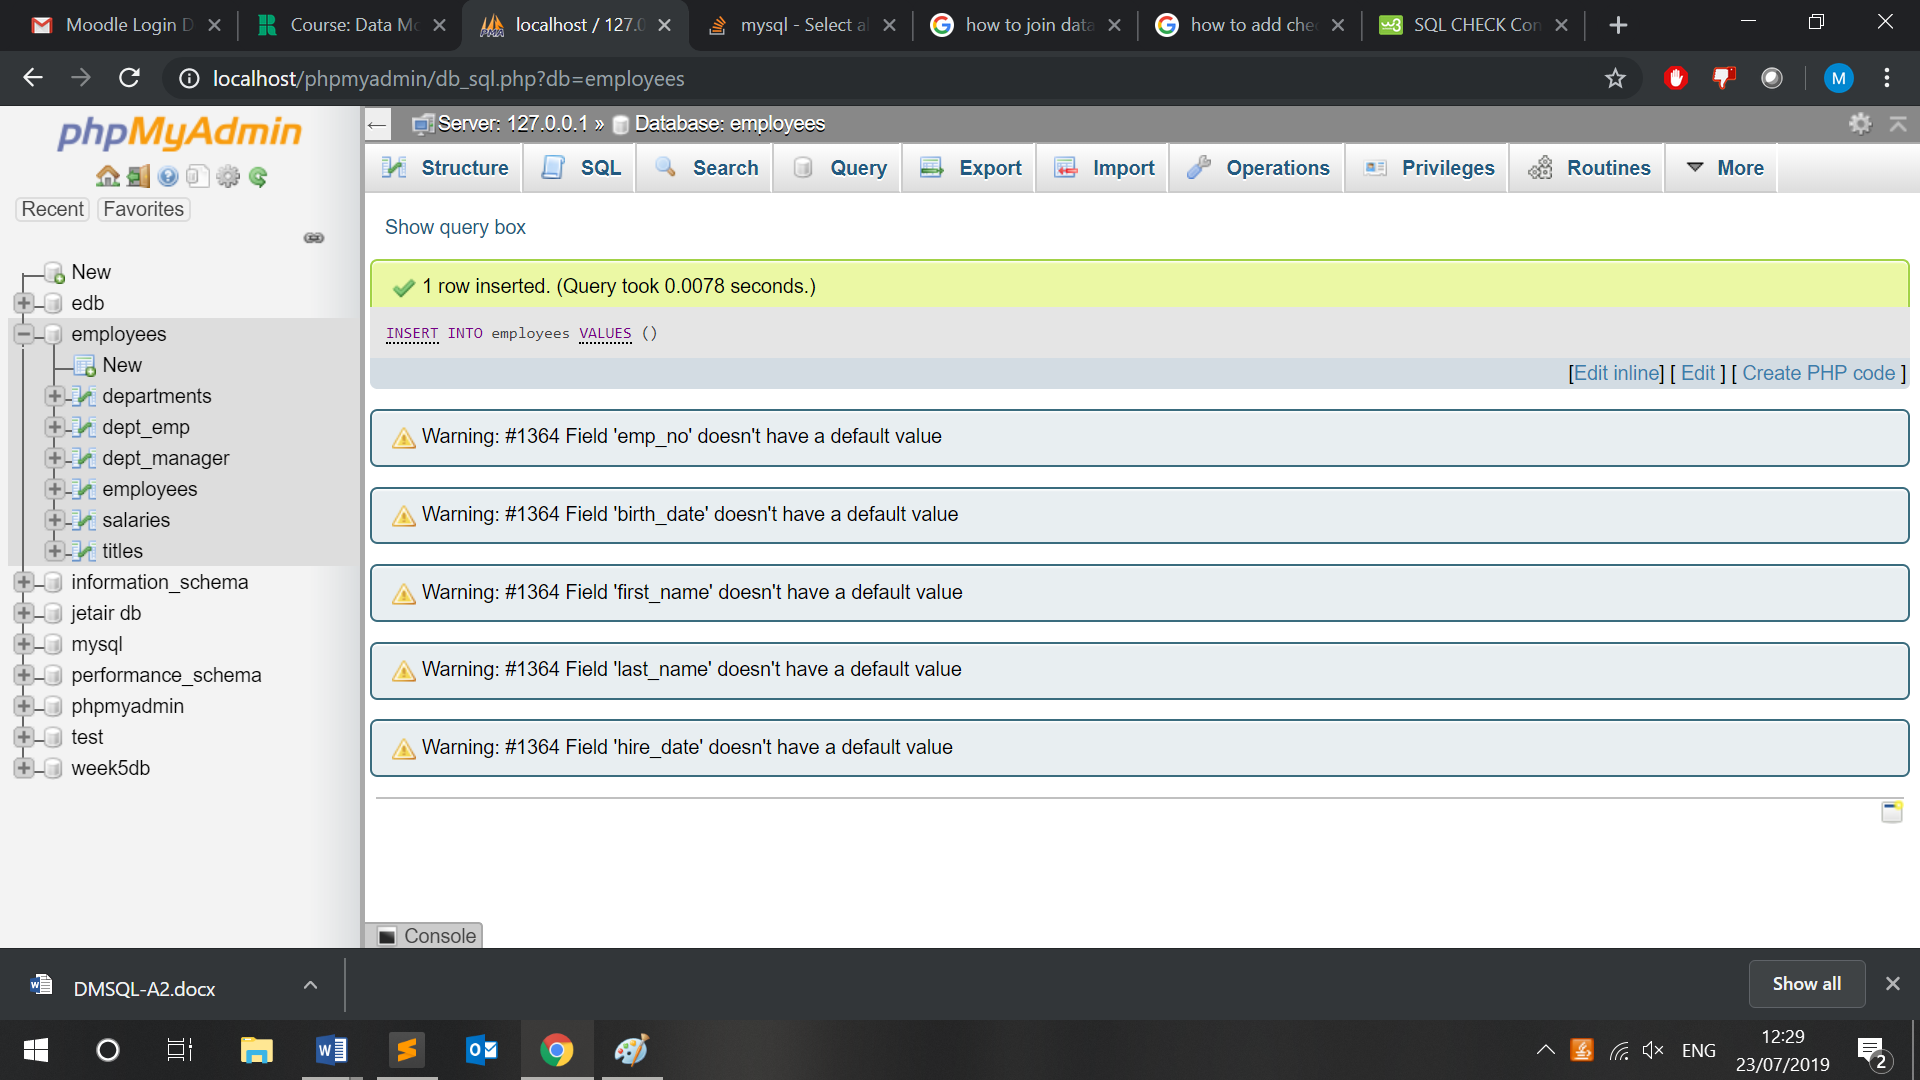 Moodle Login D
Course: Data Mo
localhost / 127.0
mysql - Select al
how to join data
how to add chec
SQL CHECK Con
localhost/phpmyadmin/db_sql.php?db=employees
M
phpMyAdmin
Recent
Favorites
New
edb
employees
New
departments
dept_emp
dept_manager
employees
salaries
titles
information_schema
jetair db
mysql
performance_schema
phpmyadmin
test
week5db
Server: 127.0.0.1 » Database: employees
Structure
SQL
Search
Query
Export
Import
Operations
Privileges
Routines
More
Show query box
1 row inserted. (Query took 0.0078 seconds.)
INSERT INTO employees VALUES ()
[Edit inline] [ Edit ] [ Create PHP code ]
Warning: #1364 Field 'emp_no' doesn't have a default value
Warning: #1364 Field 'birth_date' doesn't have a default value
Warning: #1364 Field 'first_name' doesn't have a default value
Warning: #1364 Field 'last_name' doesn't have a default value
Warning: #1364 Field 'hire_date' doesn't have a default value
Console
DMSQL-A2.docx
Show all
ENG
12:29
23/07/2019
2